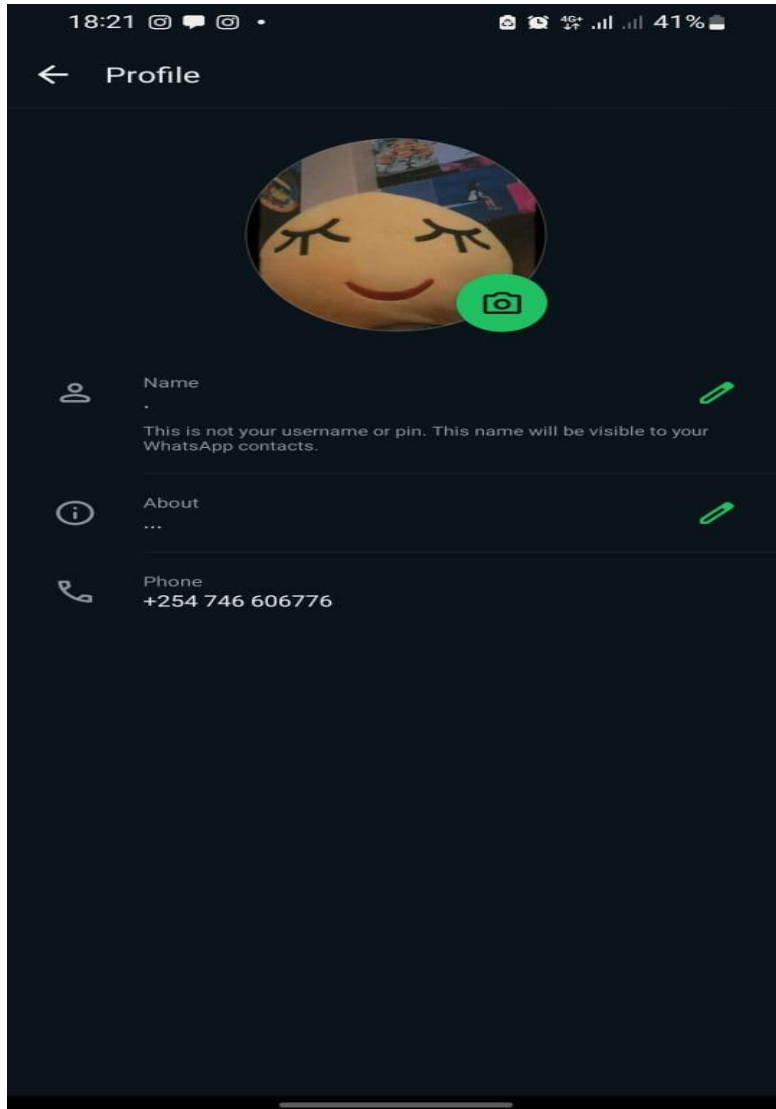 18:21
4G+
41%
Profile
Name
.
This is not your username or pin. This name will be visible to your
WhatsApp contacts.
About
...
Phone
+254 746 606776